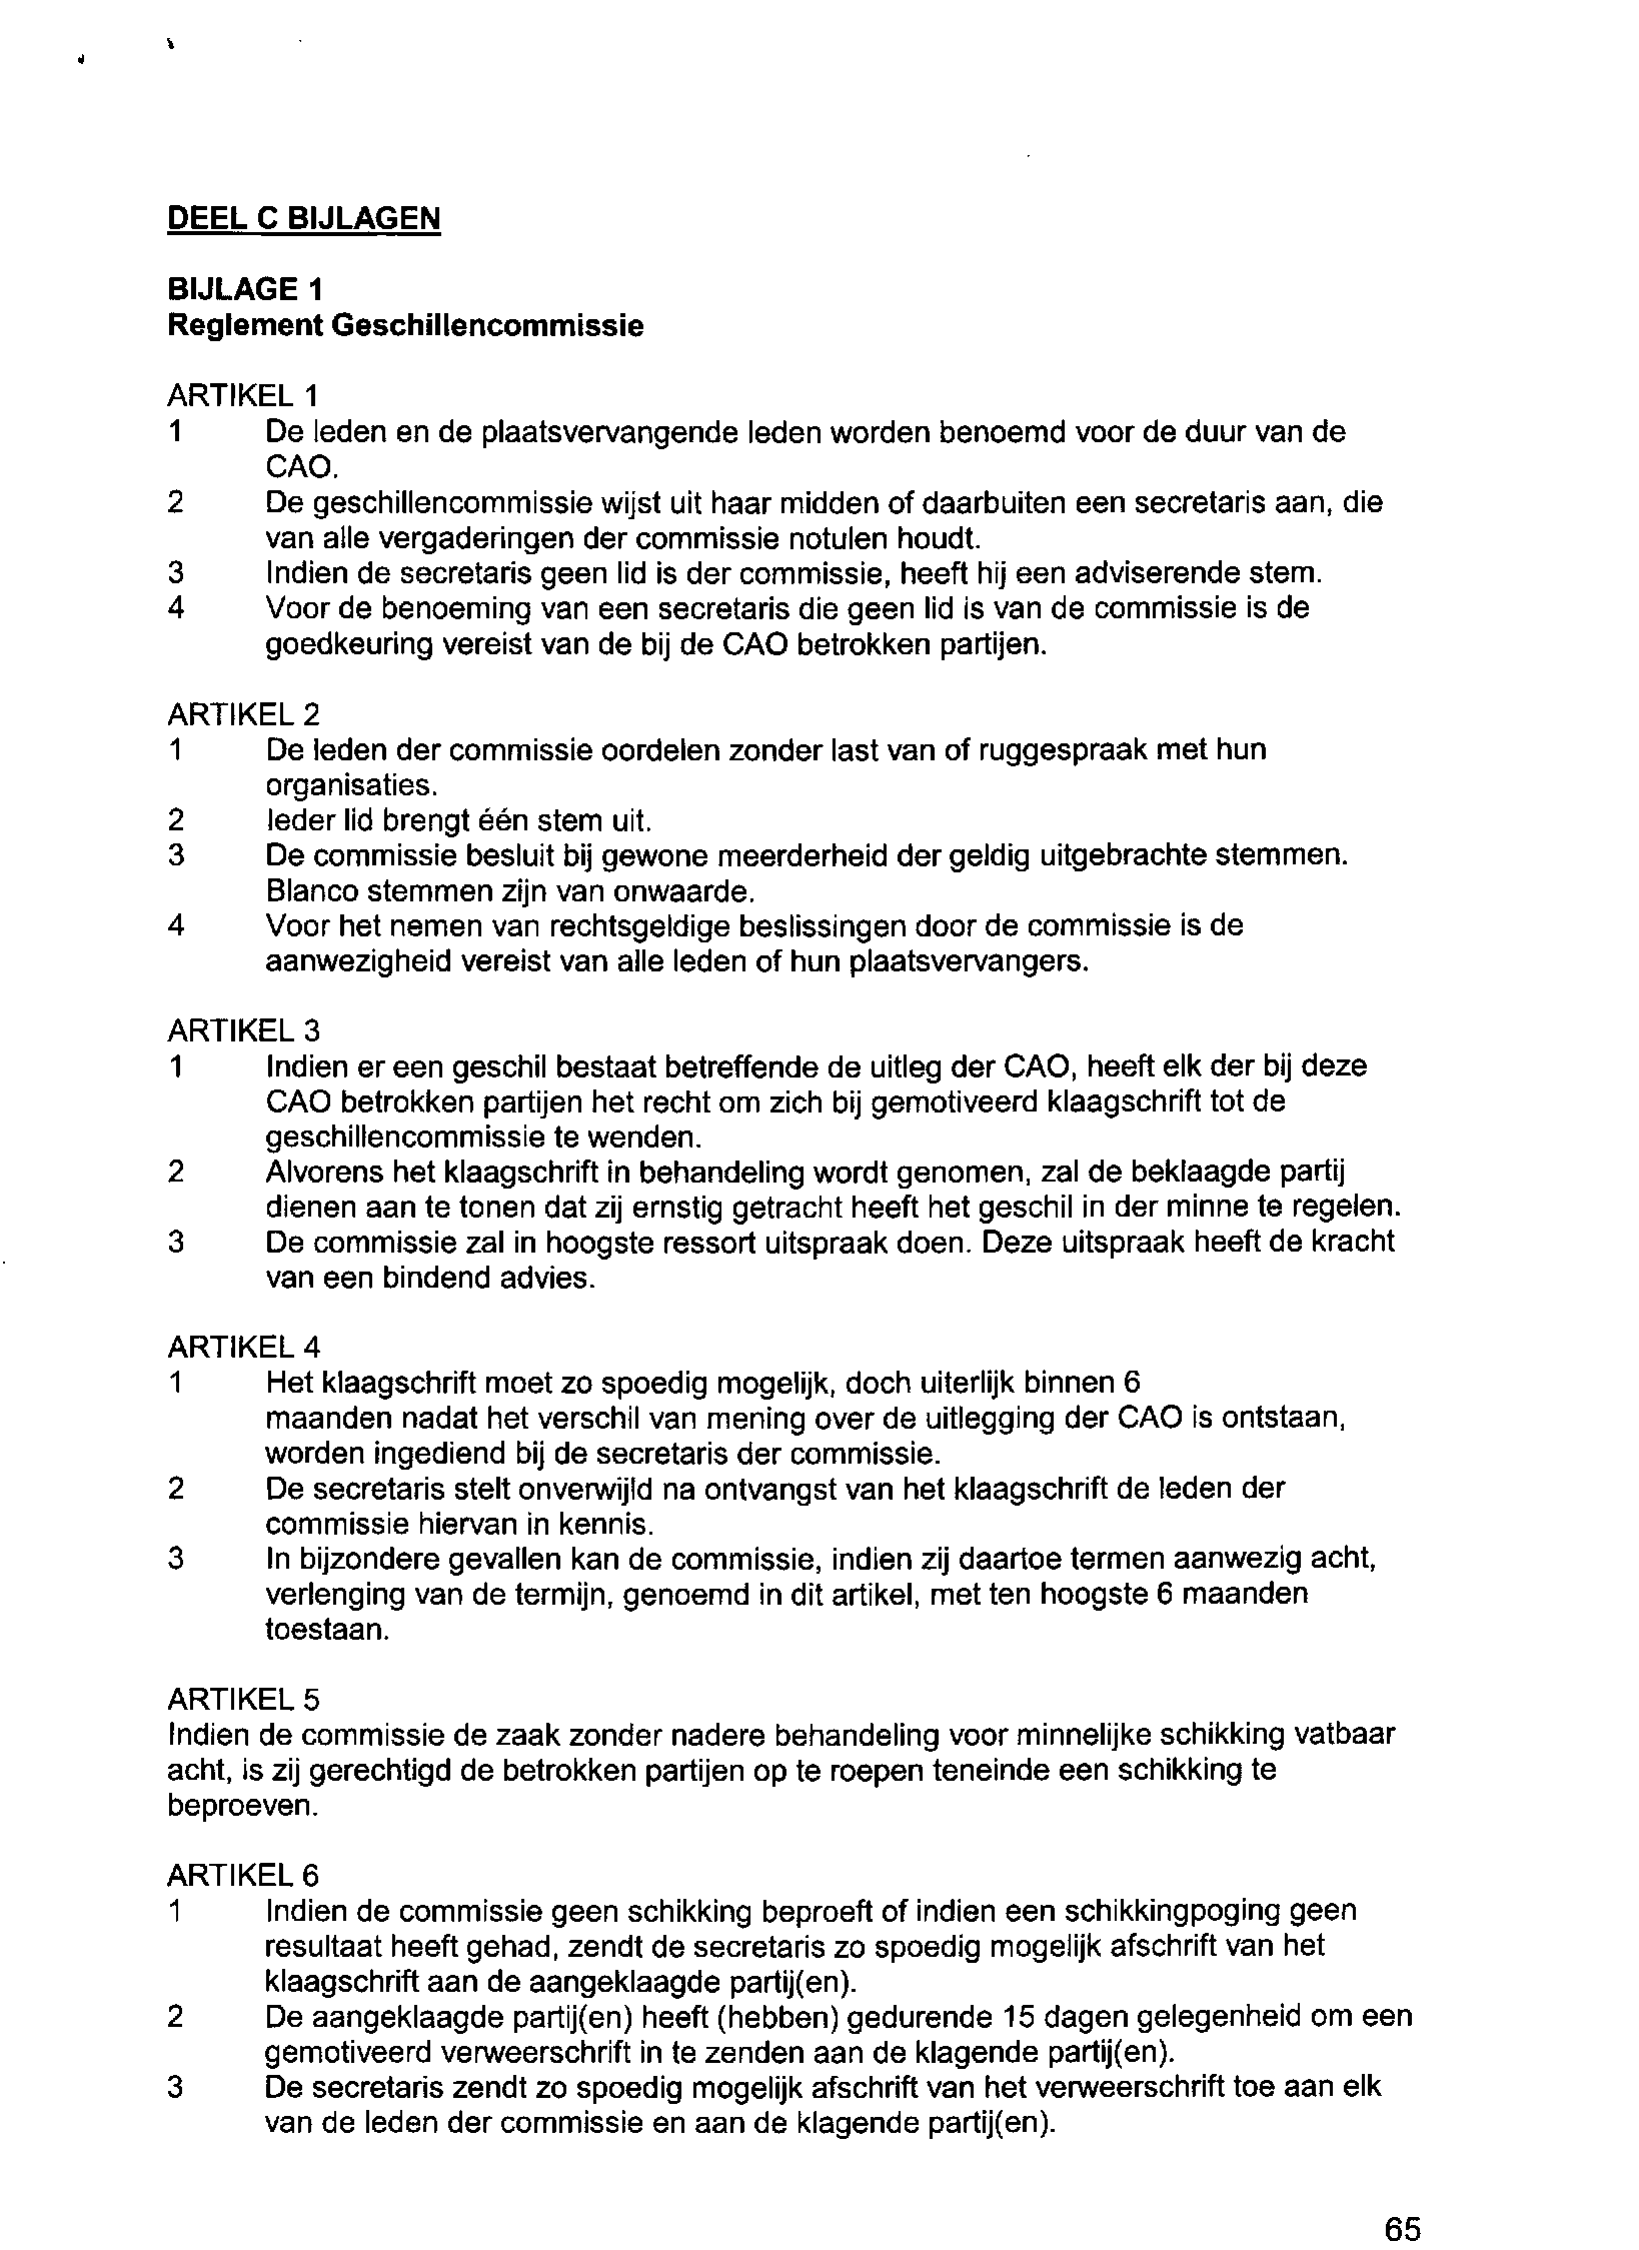 DEEL C BIJLAGEN
BIJLAGE 1
Reglement Geschillencommissie
ARTIKEL 1
1 De leden en de plaatsvervangende leden worden benoemd voor de duur van de
CAO.
2 De geschillencommissie wijst uit haar midden of daarbuiten een secretaris aan, die
van alle vergaderingen der commissie notulen houdt.
3 Indien de secretaris geen lid is der commissie, heeft hij een adviserende stem.
4 Voor de benoeming van een secretaris die geen lid is van de commissie is de
goedkeuring vereist van de bij de CAO betrokken partijen.
ARTIKEL 2
1 De leden der commissie oordelen zonder last van of ruggespraak met hun
organisaties.
2 Ieder lid brengt één stem uit.
3 De commissie besluit bij gewone meerderheid der geldig uitgebrachte stemmen.
Blanco stemmen zijn van onwaarde.
4 Voor het nemen van rechtsgeldige beslissingen door de commissie is de
aanwezigheid vereist van alle leden of hun plaatsvervangers.
ARTIKEL 3
1 Indien er een geschil bestaat betreffende de uitleg der CAO, heeft elk der bij deze
CAO betrokken partijen het recht om zich bij gemotiveerd klaagschrift tot de
geschillencommissie te wenden.
2 Alvorens het klaagschrift in behandeling wordt genomen, zal de beklaagde partij
dienen aan te tonen dat zij ernstig getracht heeft het geschil in der minne te regelen.
3 De commissie zal in hoogste ressort uitspraak doen. Deze uitspraak heeft de kracht
van een bindend advies.
ARTIKEL 4
1 Het klaagschrift moet zo spoedig mogelijk, doch uiterlijk binnen 6
maanden nadat het verschil van mening over de uitlegging der CAO is ontstaan,
worden ingediend bij de secretaris der commissie.
2 De secretaris stelt onverwijld na ontvangst van het klaagschrift de leden der
commissie hiervan in kennis.
3 In bijzondere gevallen kan de commissie, indien zij daartoe termen aanwezig acht,
verlenging van de termijn, genoemd in dit artikel, met ten hoogste 6 maanden
toestaan.
ARTIKEL 5
Indien de commissie de zaak zonder nadere behandeling voor minnelijke schikking vatbaar
acht, is zij gerechtigd de betrokken partijen op te roepen teneinde een schikking te
beproeven.
ARTIKEL 6
1 Indien de commissie geen schikking beproeft of indien een schikkingpoging geen
resultaat heeft gehad, zendt de secretaris zo spoedig mogelijk afschrift van het
klaagschrift aan de aangeklaagde partij(en).
2 De aangeklaagde partij(en) heeft (hebben) gedurende 15 dagen gelegenheid om een
gemotiveerd verweerschrift in te zenden aan de klagende partij(en).
3 De secretaris zendt zo spoedig mogelijk afschrift van het verweerschrift toe aan elk
van de leden der commissie en aan de klagende partij(en).
65